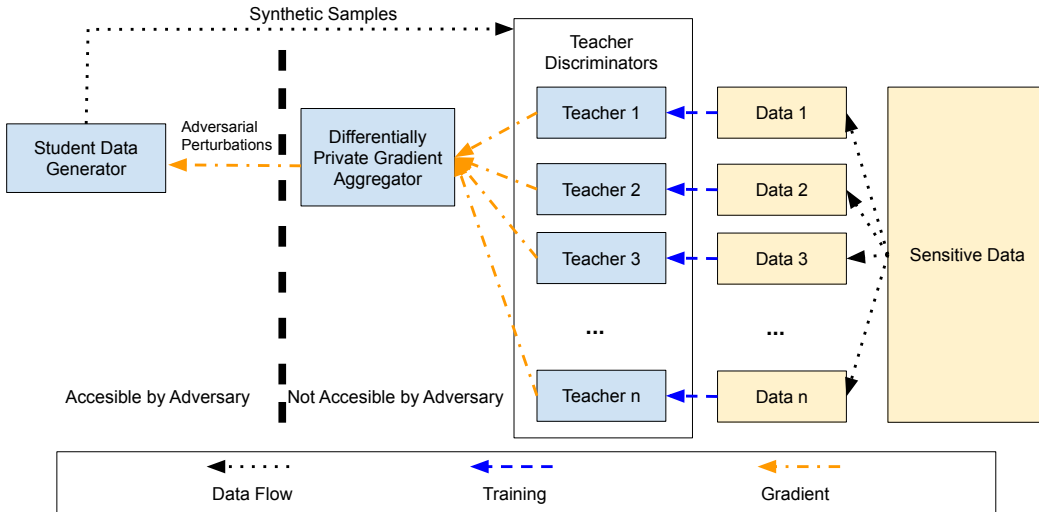 Synthetic Samples
Teacher
Discriminators
Student Data
Generator
Adversarial
Perturbations
Differentially
Private Gradient
Aggregator
Teacher 1
Data 1
Teacher 2
Data 2
Teacher 3
Data 3
Sensitive Data
...
...
Teacher n
Data n
Accesible by Adversary
Not Accesible by Adversary
Data Flow
Training
Gradient